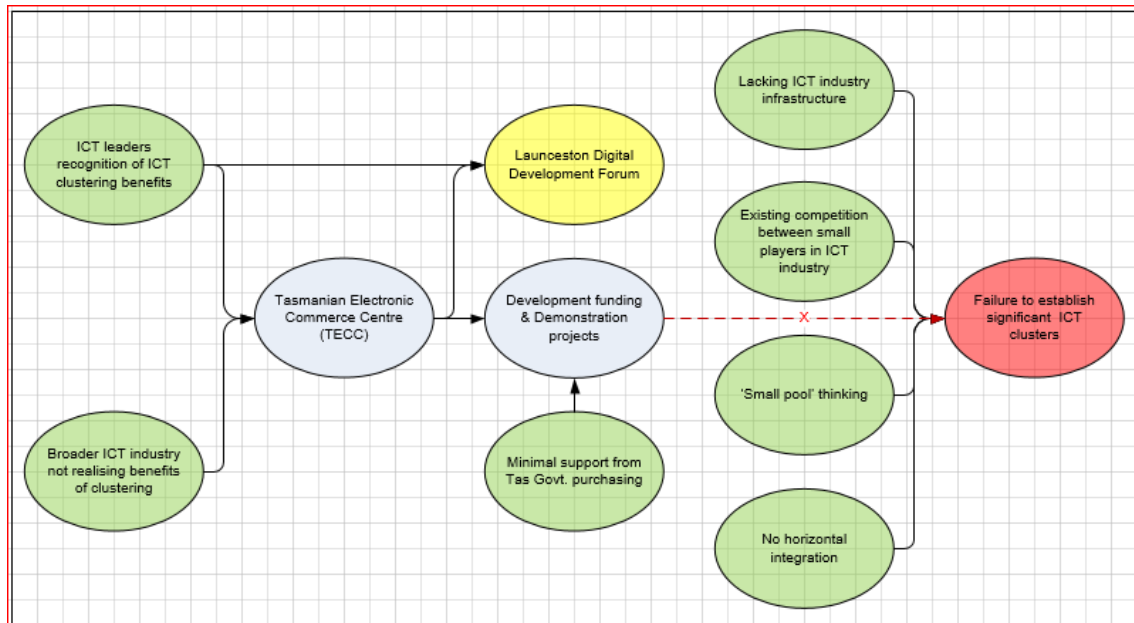 Lacking ICT industry
infrastructure
ICT leaders
recognition of ICT
clustering benefits
Launceston Digital
Development Forum
Existing competition
between small
players in ICT
industry
Tasmanian Electronic
Commerce Centre
(TECC)
Development funding
& Demonstration
projects
X
Failure to establish
significant ICT
clusters
'Small pool' thinking
Broader ICT industry
not realising benefits
of clustering
Minimal support from
Tas Govt. purchasing
No horizontal
integration